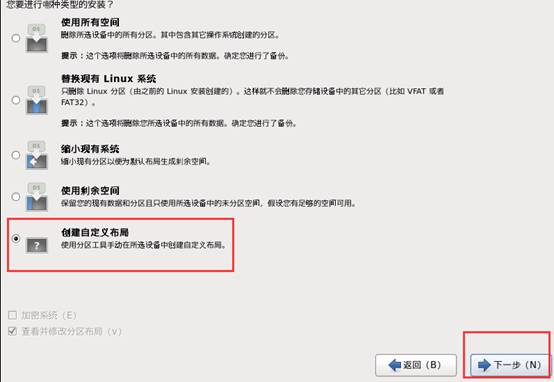 您要进行哪种类型的安装？
使用所有空间
删除所选设备中的所有分区。其中包含其它操作系统创建的分区。
提示：这个选项将删除所选设备中的所有数据。确定您进行了备份。
替换现有 Linux 系统
只删除 Linux 分区（由之前的 Linux 安装创建的）。这样就不会删除您存储设备中的其它分区（比如 VFAT 或者
FAT32）。
提示：这个选项将删除您所选设备中的所有数据。确定您进行了备份。
缩小现有系统
缩小现有分区以便为默认布局生成剩余空间。
使用剩余空间
保留您的现有数据和分区且只使用所选设备中的未分区空间，假设您有足够的空间可用。
创建自定义布局
使用分区工具手动在所选设备中创建自定义布局。
加密系统（E）
查看并修改分区布局（v）
返回（B）
下一步（N）
OS
OS
OS
OS
?